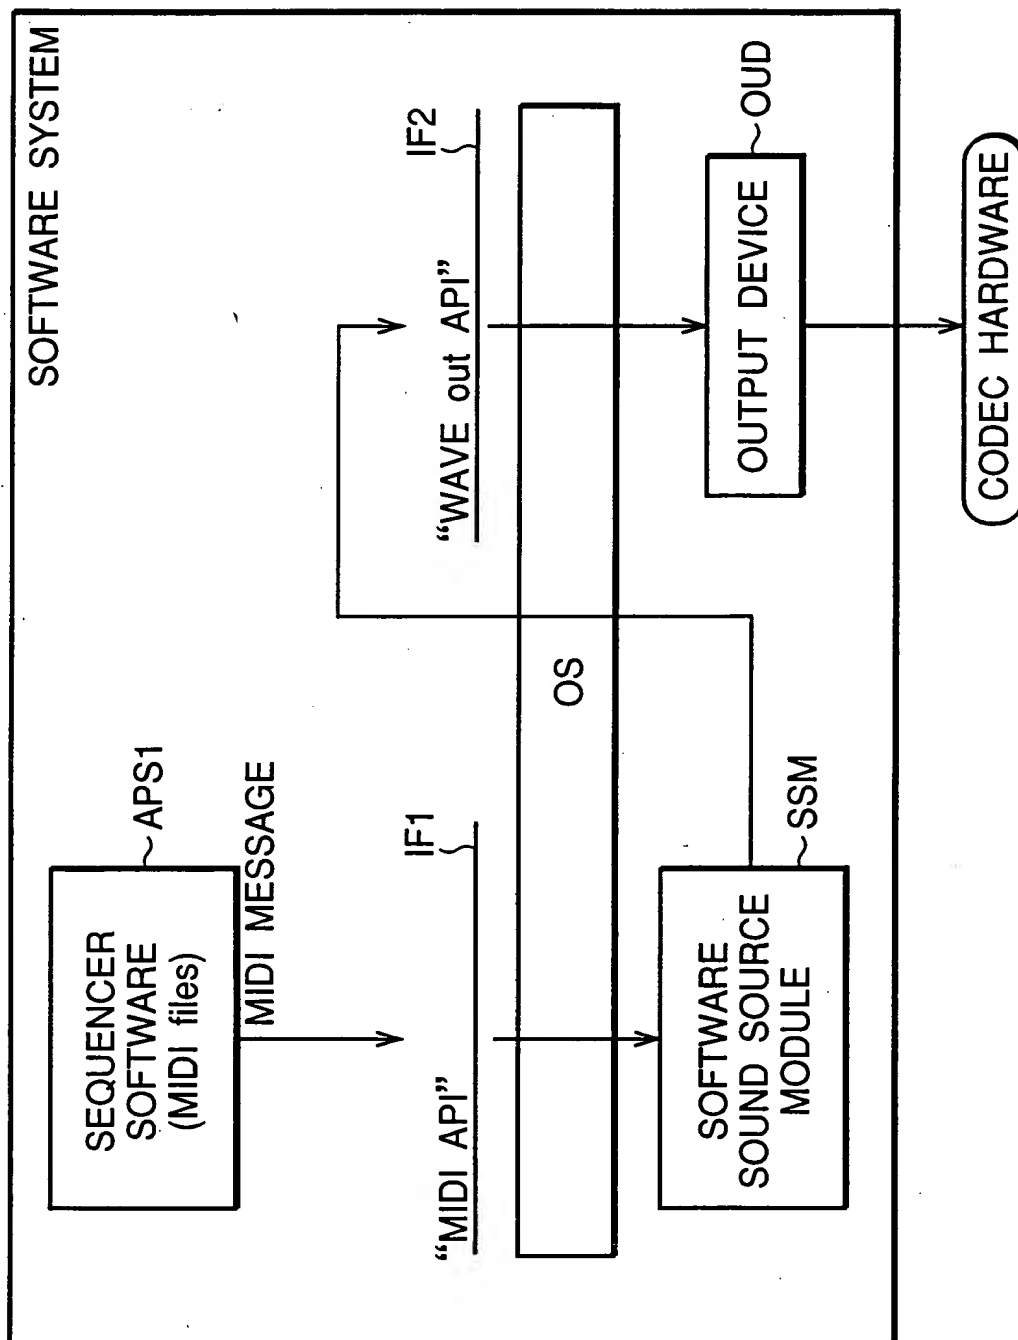 SOFTWARE SYSTEM
SEQUENCER
SOFTWARE
(MIDI files)
APS1
MIDI MESSAGE
"MIDI API"
IF1
"WAVE out API"
IF2
OS
SOFTWARE
SOUND SOURCE
MODULE
SSM
OUTPUT DEVICE
OUD
CODEC HARDWARE